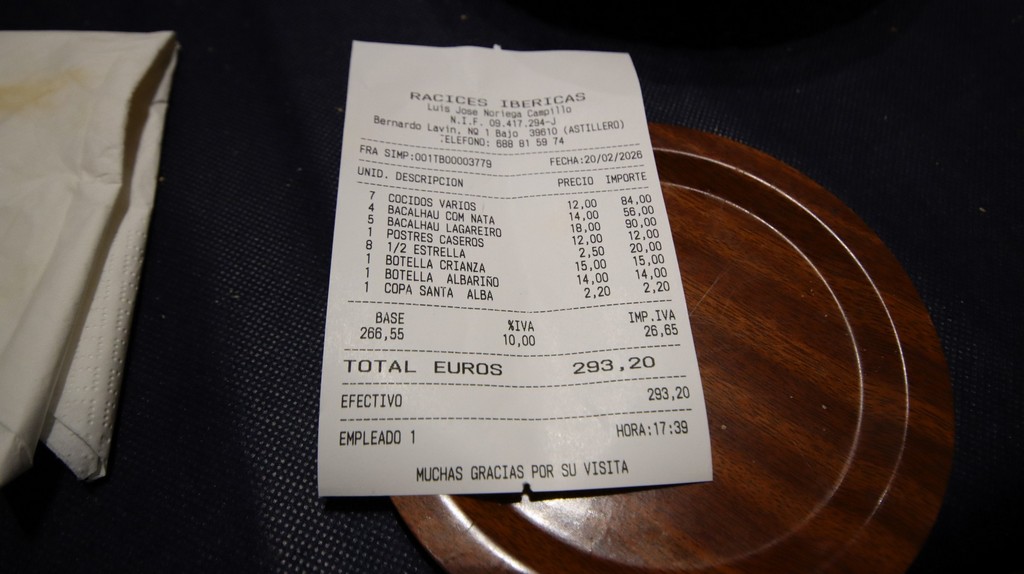 RACICES IBERICAS
Luis Jose Noriega Campillo
N.I.F. 09.417.294-J
Bernardo Lavin, NQ 1 Bajo 39610 (ASTILLERO)
:ELEFONO: 688 81 59 74
FRA SIMP:001TB00003779 FECHA:20/02/2026
UNID. DESCRIPCION PRECIO IMPORTE
7 COCIDOS VARIOS 12,00 84,00
4 BACALHAU COM NATA 14,00 56,00
5 BACALHAU LAGAREIRO 18,00 90,00
1 POSTRES CASEROS 12,00 12,00
8 1/2 ESTRELLA 2,50 20,00
1 BOTELLA CRIANZA 15,00 15,00
1 BOTELLA ALBARIÑO 14,00 14,00
1 COPA SANTA ALBA 2,20 2,20
BASE %IVA IMP.IVA
266,55 10,00 26,65
TOTAL EUROS 293,20
EFECTIVO 293,20
EMPLEADO 1 HORA:17:39
MUCHAS GRACIAS POR SU VISITA